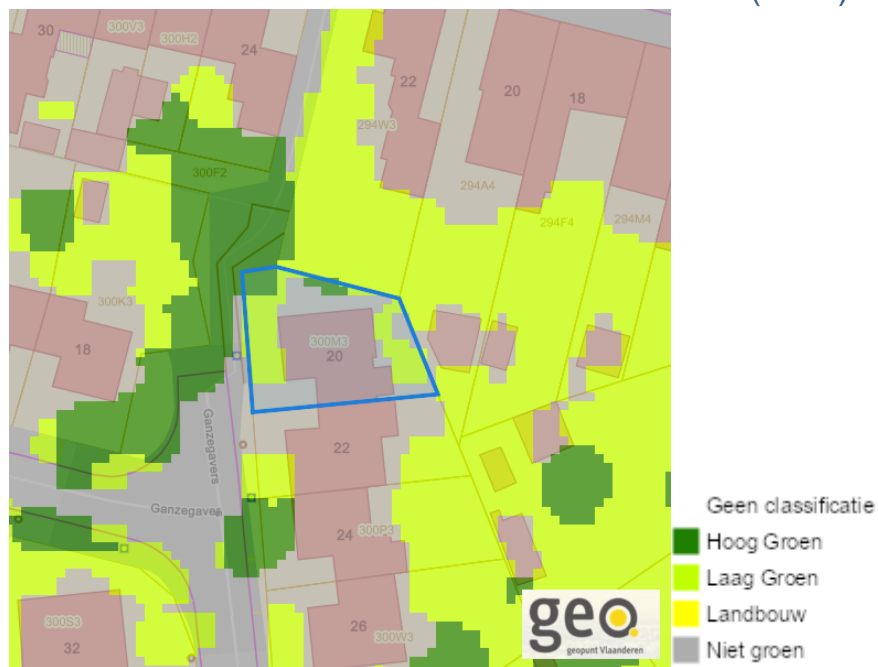 30
300V3
300H2
24
22
20
18
294W3
300F2
294A4
294F4
294M4
300K3
18
300M3
20
Ganzegavers
22
Ganzegavers
24
300P3
26
300W3
300S3
32
geo
geopunt Vlaanderen
Geen classificatie
Hoog Groen
Laag Groen
Landbouw
Niet groen